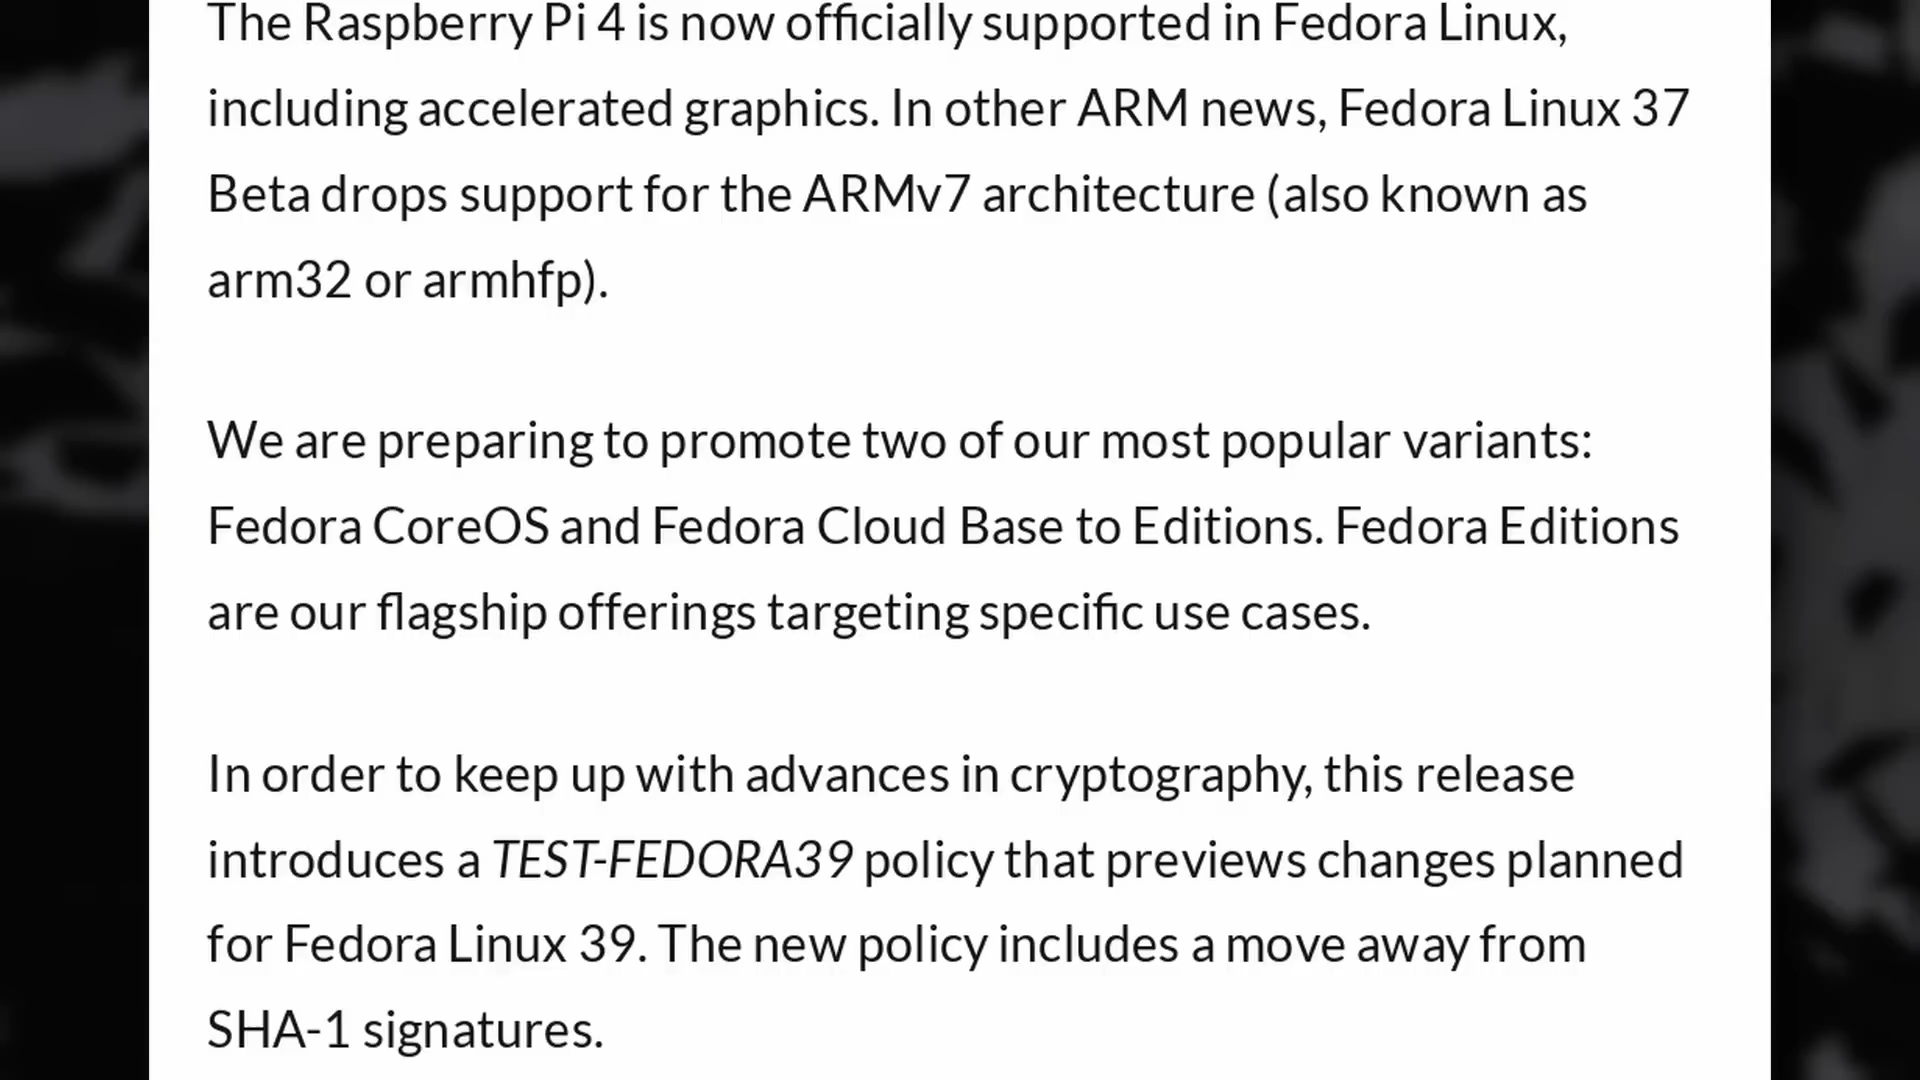 The Raspberry Pi 4 is now officially supported in Fedora Linux,
including accelerated graphics. In other ARM news, Fedora Linux 37
Beta drops support for the ARMv7 architecture (also known as
arm32 or armhfp).
We are preparing to promote two of our most popular variants:
Fedora CoreOS and Fedora Cloud Base to Editions. Fedora Editions
are our flagship offerings targeting specific use cases.
In order to keep up with advances in cryptography, this release
introduces a TEST-FEDORA39 policy that previews changes planned
for Fedora Linux 39. The new policy includes a move away from
SHA-1 signatures.